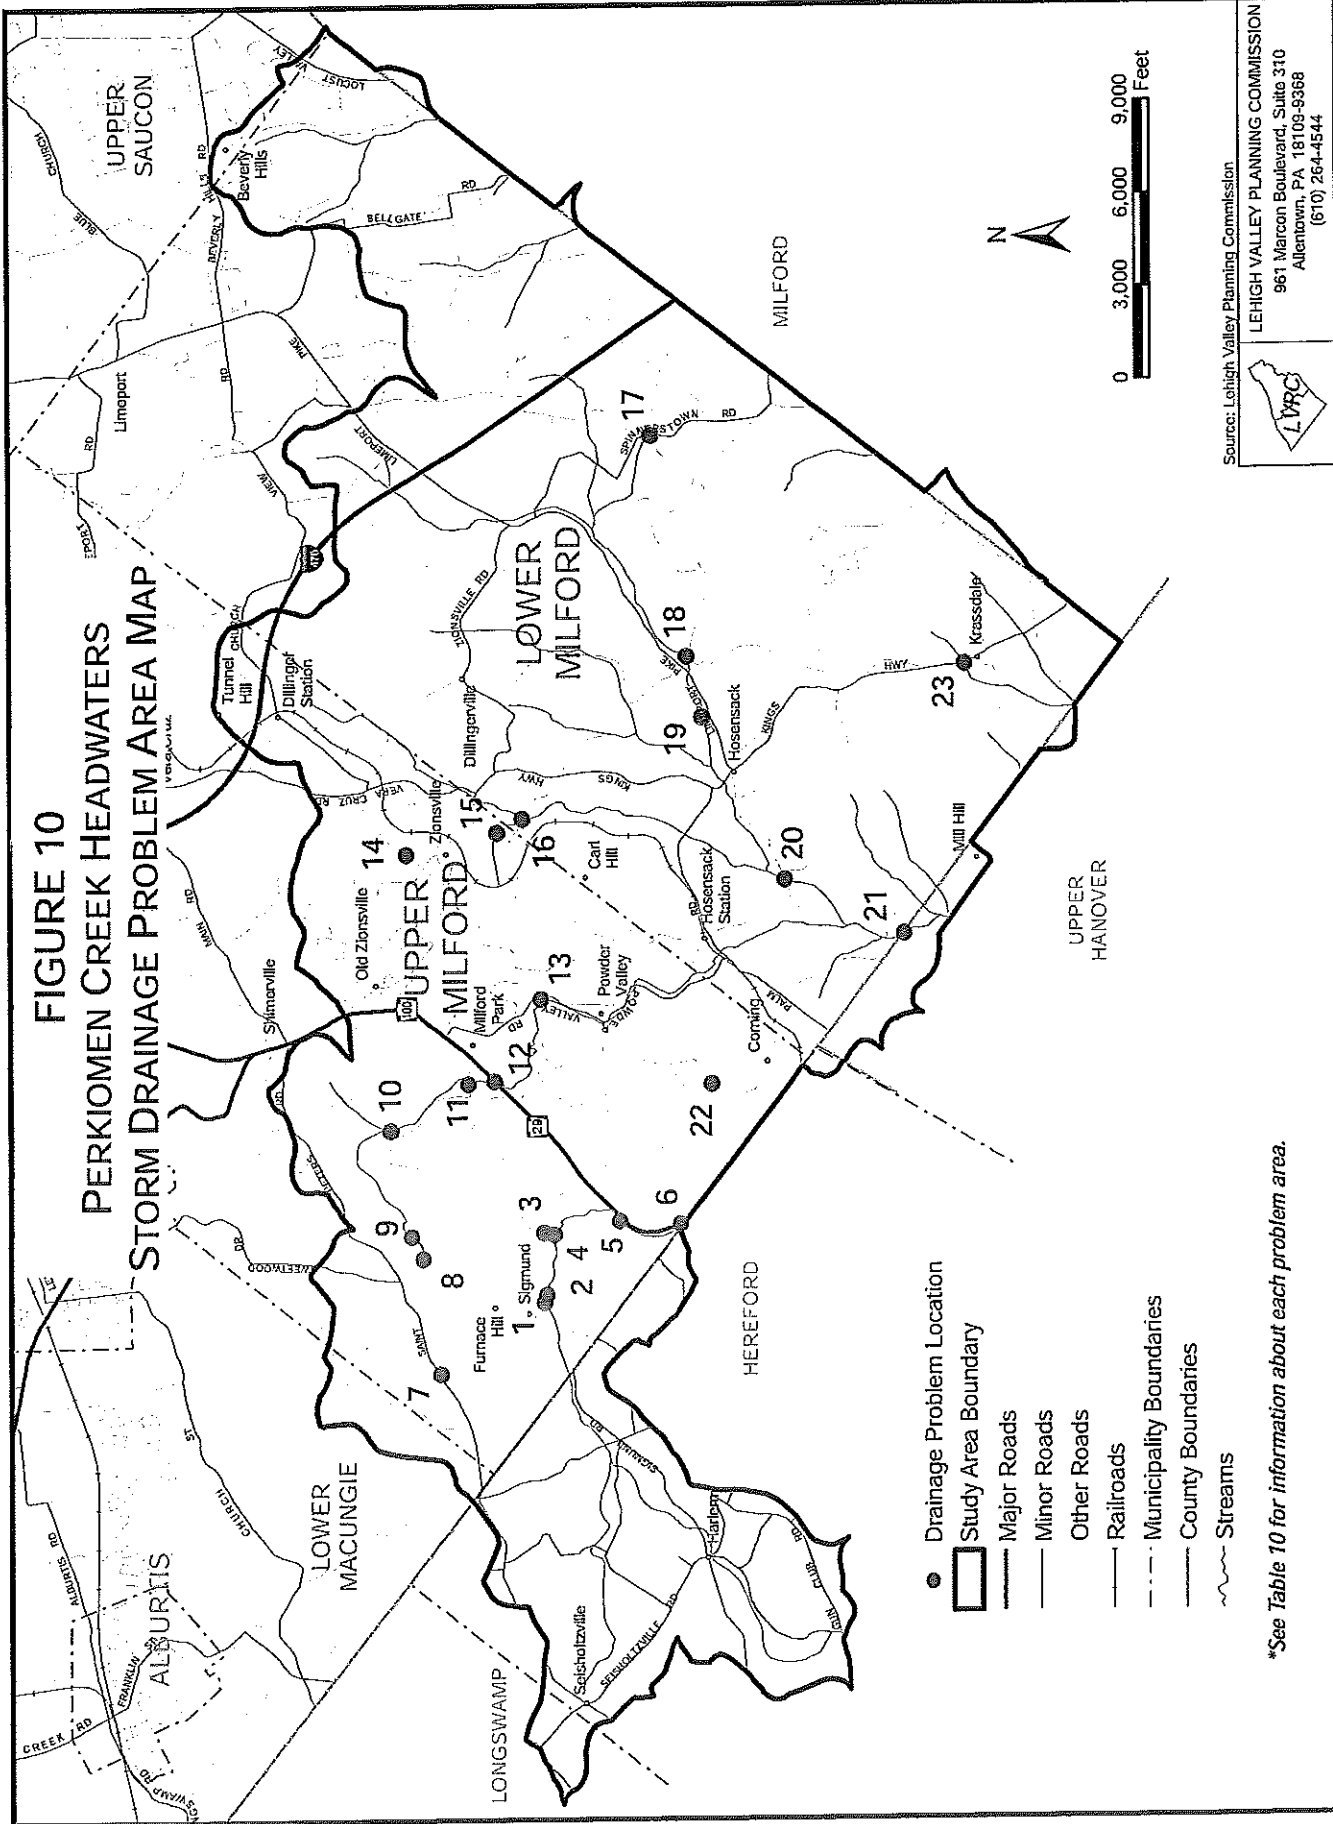 FIGURE 10
PERKIOMEN CREEK HEADWATERS
STORM DRAINAGE PROBLEM AREA MAP
UPPER
SAUCON
CHURCH
BLUE
LOCUST
VALLEY
BEVERLY
HILLS
RD
Beverly
Hills
BELLGATE
RD
Limeport
RD
RD
PIKE
LIMEPORT
VIEW
CHURCH
Tunnel
Hill
Dillinger
Station
MAIN
RD
Shimerville
VERA CRUZ RD
ZIONSVILLE RD
Dillingerville
Zionsville
Old Zionsville
LOWER
MILFORD
UPPER
MILFORD
100
29
Milford
Park
Powder
Valley
POWDER
VALLEY
RD
Carl
Hill
KINGS
HWY
Hosensack
Hosensack
Station
RD
PALM
Corning
PIKE
SPINNERSTOWN
RD
KINGS
HWY
Krassdale
Mill Hill
MILFORD
UPPER
HANOVER
HEREFORD
LONGSWAMP
LOWER
MACUNGIE
ALBURTIS
ALBURTIS RD
CHURCH
ST
FRANKLIN
CREEK RD
DR
RD
SAINT
PETERS
Furnace
Hill
Sigmund
SIGMUND
RD
Harlem
Seisholtzville
SEISHOLTZVILLE
RD
GUN
CLUB
RD
1
2
3
4
5
6
7
8
9
10
11
12
13
14
15
16
17
18
19
20
21
22
23
N
0
3,000
6,000
9,000
Feet
Drainage Problem Location
Study Area Boundary
Major Roads
Minor Roads
Other Roads
Railroads
Municipality Boundaries
County Boundaries
Streams
*See Table 10 for information about each problem area.
Source: Lehigh Valley Planning Commission
LVPC
LEHIGH VALLEY PLANNING COMMISSION
961 Marcon Boulevard, Suite 310
Allentown, PA 18109-9368
(610) 264-4544